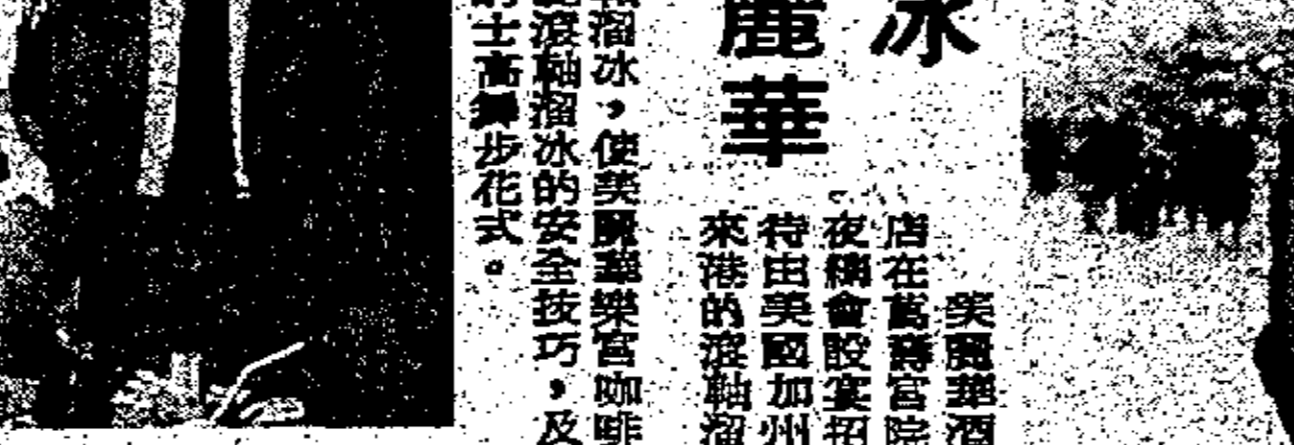 冰
麗華
美麗華酒
店在萬壽宮院
夜總會設宴招
特由美國加州
來港的滾軸溜
溜冰，使美麗華樂宮咖啡
滾軸溜冰的安全技巧，及
士高舞步花式。